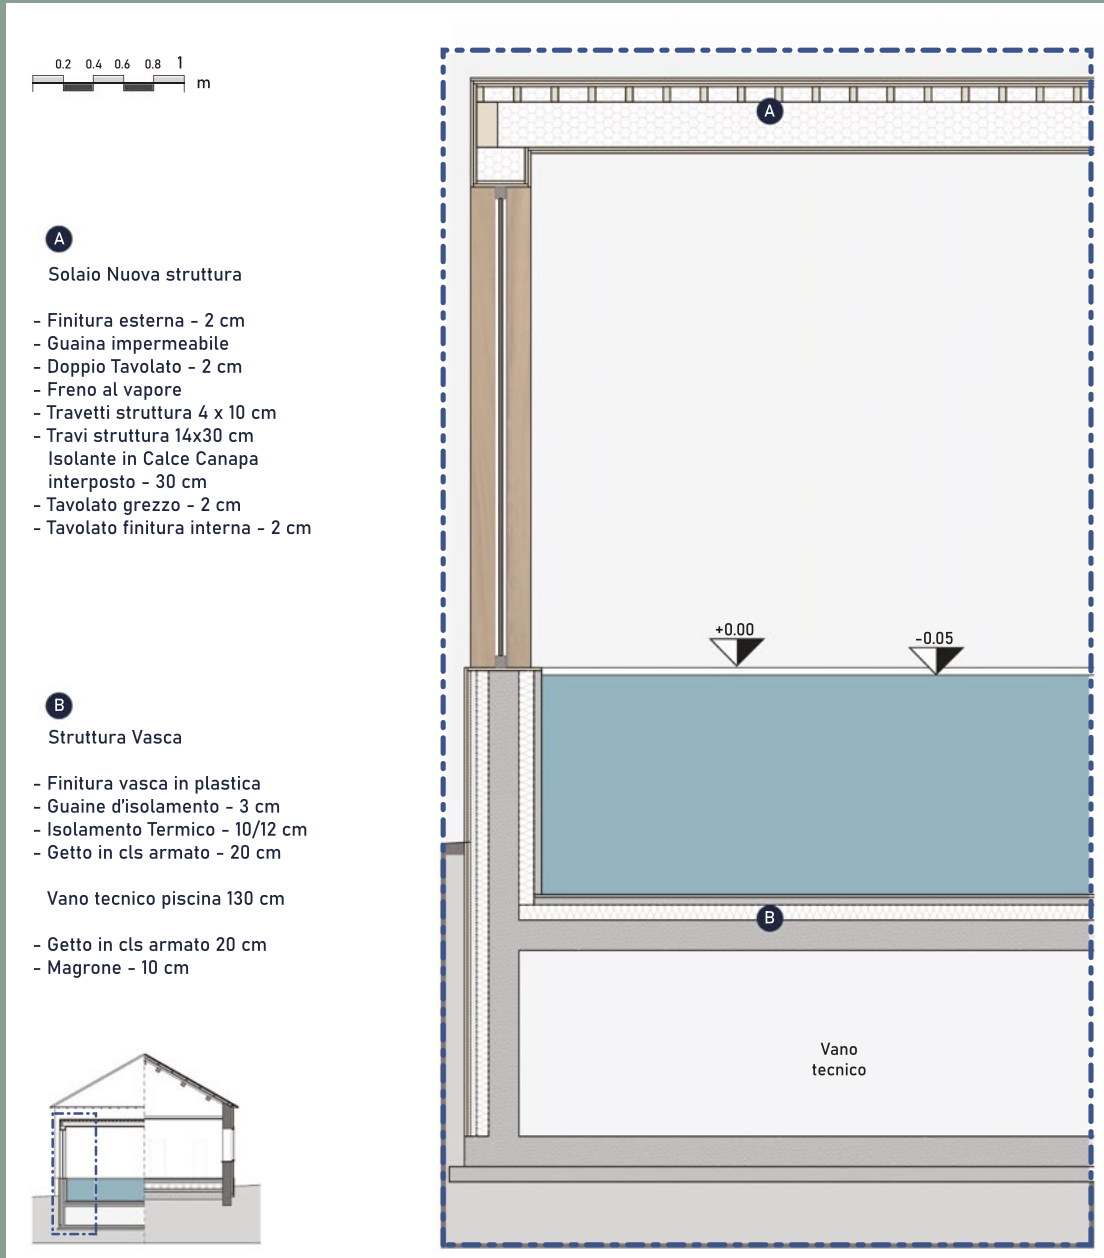 0.2 0.4 0.6 0.8 1
m
A
Solaio Nuova struttura
- Finitura esterna - 2 cm
- Guaina impermeabile
- Doppio Tavolato - 2 cm
- Freno al vapore
- Travetti struttura 4 x 10 cm
- Travi struttura 14x30 cm
Isolante in Calce Canapa
interposto - 30 cm
- Tavolato grezzo - 2 cm
- Tavolato finitura interna - 2 cm
B
Struttura Vasca
- Finitura vasca in plastica
- Guaine d'isolamento - 3 cm
- Isolamento Termico - 10/12 cm
- Getto in cls armato - 20 cm
Vano tecnico piscina 130 cm
- Getto in cls armato 20 cm
- Magrone - 10 cm
A
+0.00
-0.05
B
Vano
tecnico